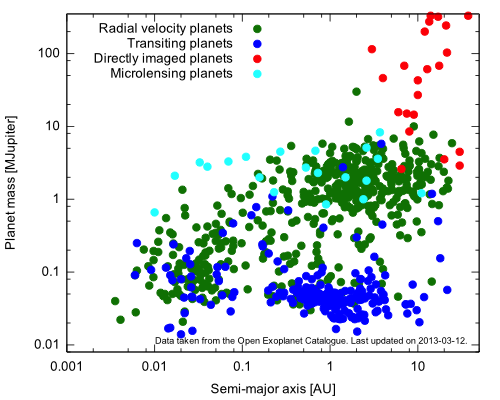 Radial velocity planets
Transiting planets
Directly imaged planets
Microlensing planets
Planet mass [MJupiter]
100
10
1
0.1
0.01
Data taken from the Open Exoplanet Catalogue. Last updated on 2013-03-12.
0.001
0.01
0.1
1
10
Semi-major axis [AU]